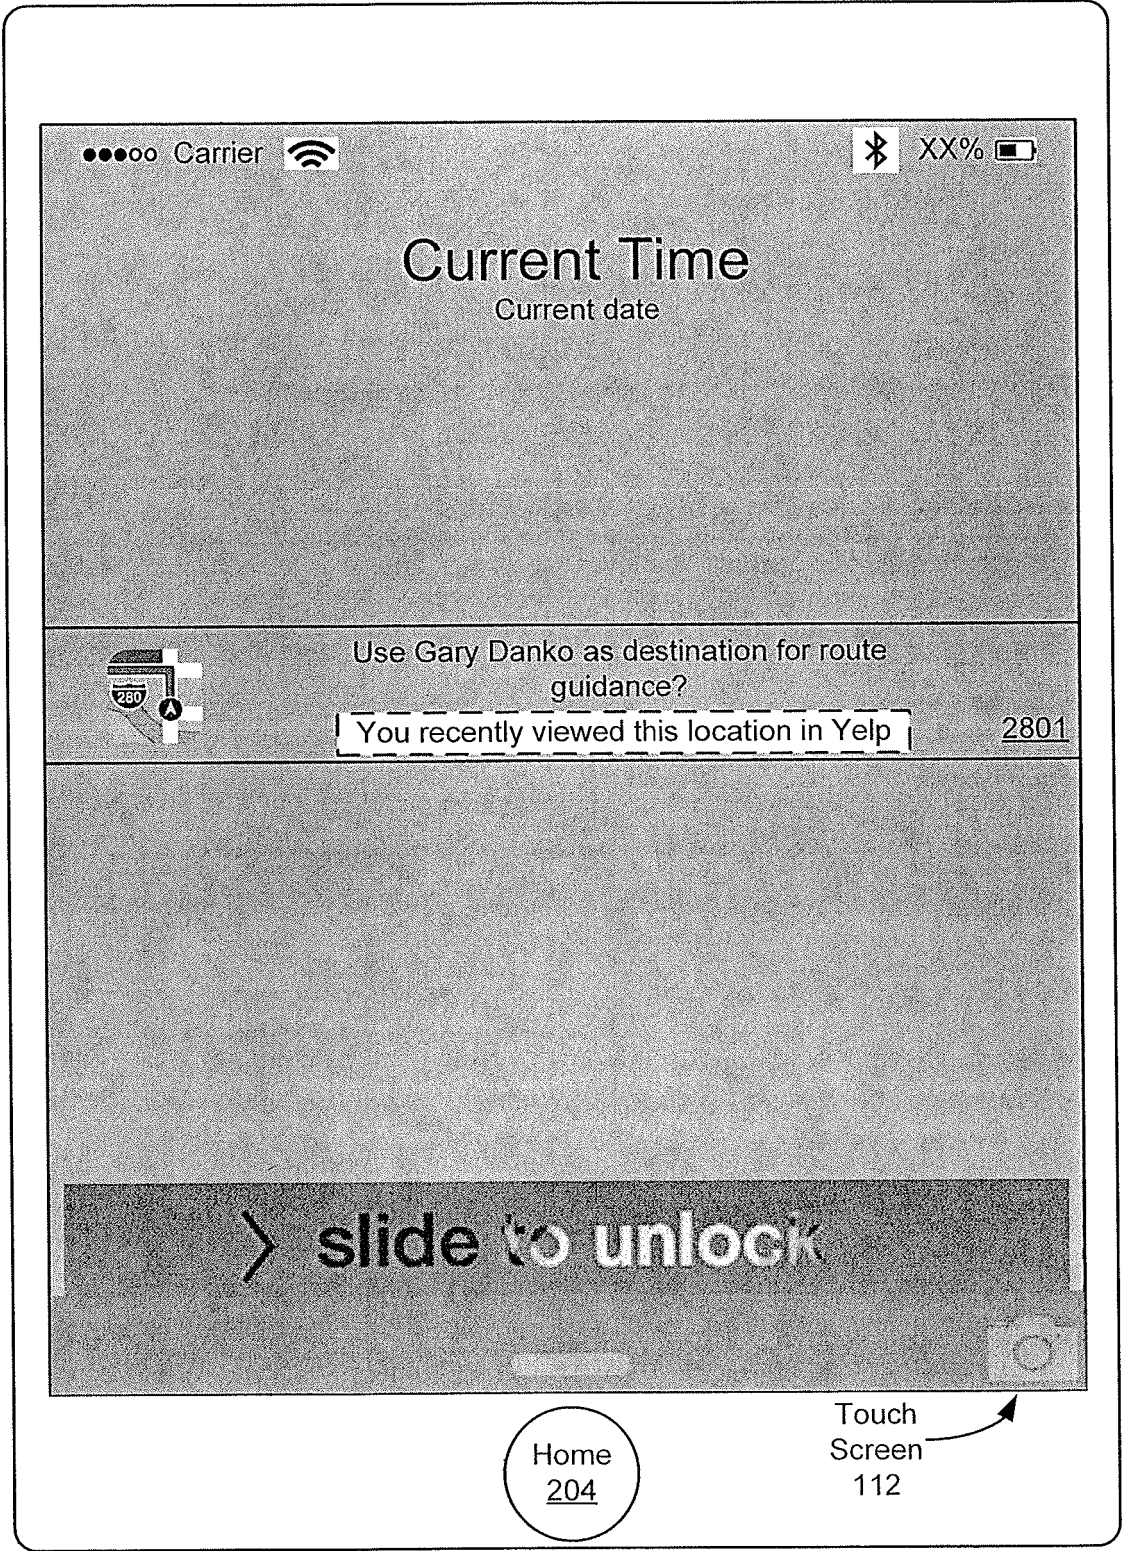 Carrier XX%
Current Time
Current date
Use Gary Danko as destination for route
guidance?
280
You recently viewed this location in Yelp
2801
> slide to unlock
Touch
Screen
112
Home
204